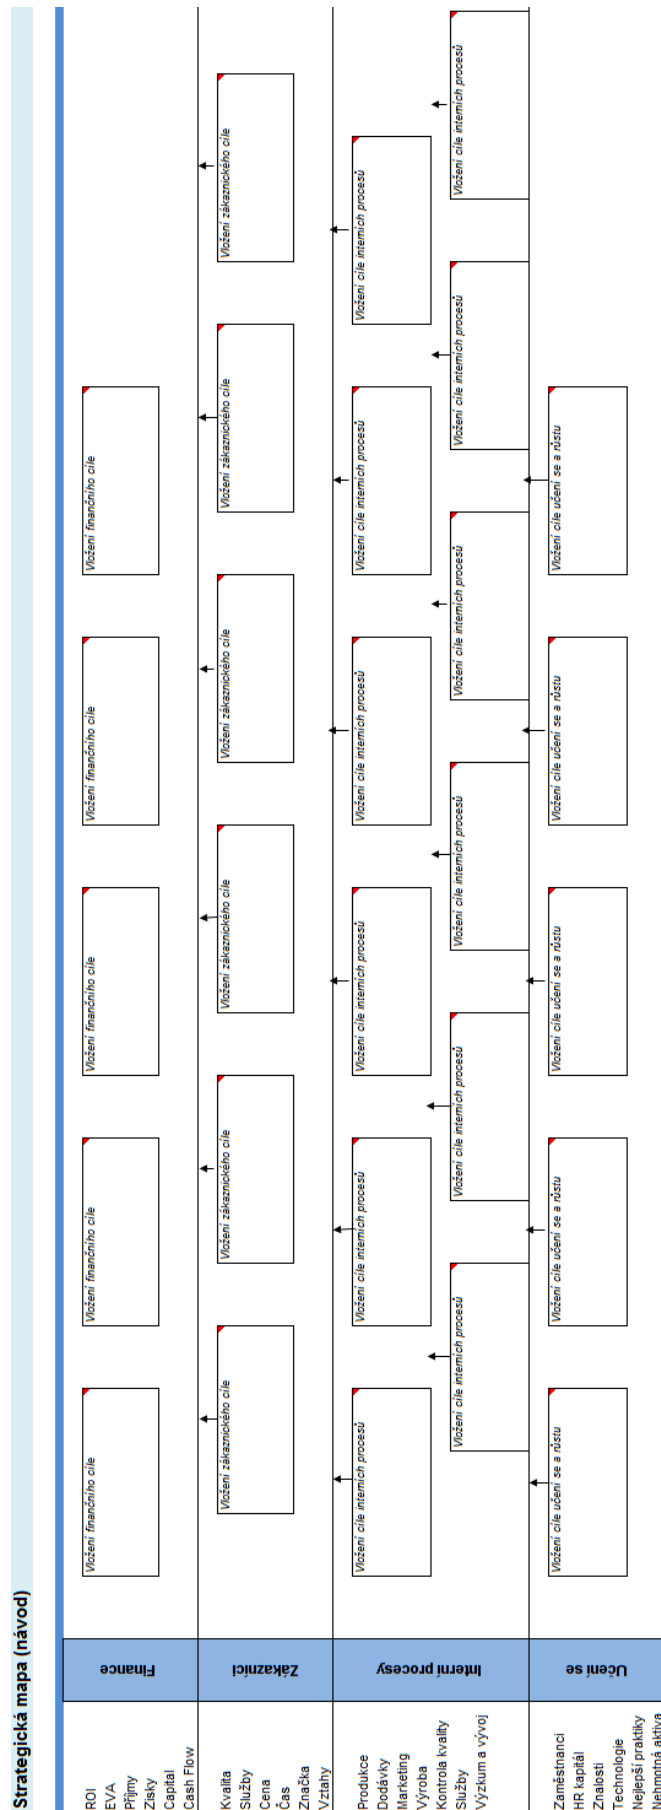 Strategická mapa (návod)
ROI
EVA
Příjmy
Zisky
Capital
Cash Flow
Finance
Vložení finančního cíle
Vložení finančního cíle
Vložení finančního cíle
Vložení finančního cíle
Vložení finančního cíle
Kvalita
Služby
Cena
Čas
Značka
Vztahy
Zákazníci
Vložení zákaznického cíle
Vložení zákaznického cíle
Vložení zákaznického cíle
Vložení zákaznického cíle
Vložení zákaznického cíle
Vložení zákaznického cíle
Produkce
Dodávky
Marketing
Výroba
Kontrola kvality
Služby
Výzkum a vývoj
Interní procesy
Vložení cíle interních procesů
Vložení cíle interních procesů
Vložení cíle interních procesů
Vložení cíle interních procesů
Vložení cíle interních procesů
Vložení cíle interních procesů
Vložení cíle interních procesů
Vložení cíle interních procesů
Vložení cíle interních procesů
Vložení cíle interních procesů
Vložení cíle interních procesů
Vložení cíle interních procesů
Zaměstnanci
HR kapitál
Znalosti
Technologie
Nejlepší praktiky
Nehmotná aktiva
Učení se
Vložení cíle učení se a růstu
Vložení cíle učení se a růstu
Vložení cíle učení se a růstu
Vložení cíle učení se a růstu
Vložení cíle učení se a růstu